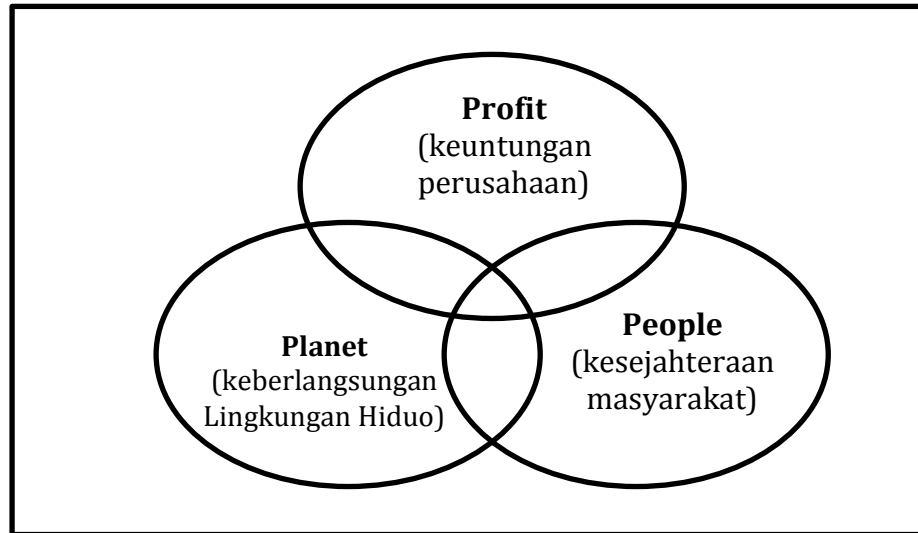 Profit
(keuntungan
perusahaan)
Planet
(keberlangsungan
Lingkungan Hiduo)
People
(kesejahteraan
masyarakat)